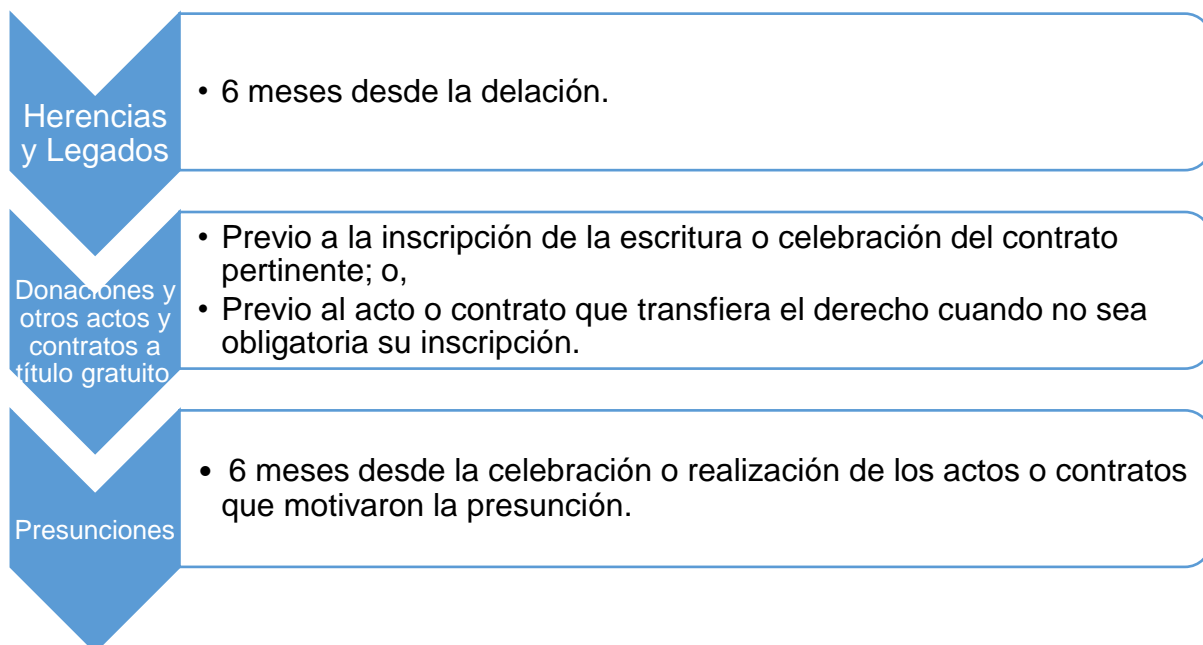 Herencias
y Legados
• 6 meses desde la delación.
Donaciones y
otros actos y
contratos a
título gratuito
• Previo a la inscripción de la escritura o celebración del contrato
pertinente; o,
• Previo al acto o contrato que transfiera el derecho cuando no sea
obligatoria su inscripción.
Presunciones
• 6 meses desde la celebración o realización de los actos o contratos
que motivaron la presunción.